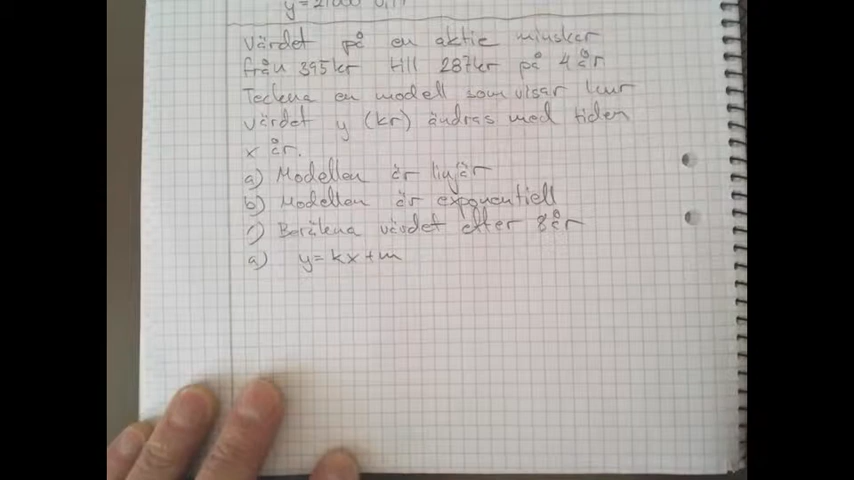 y = 21000
Värdet på en aktie minskar
från 395kr till 287kr på 4 år
Teckna en modell som visar hur
värdet y (kr) ändras med tiden
x år.
a) Modellen är linjär
b) Modellen är exponentiell
c) Beräkna värdet efter 8 år
a) y = kx + m